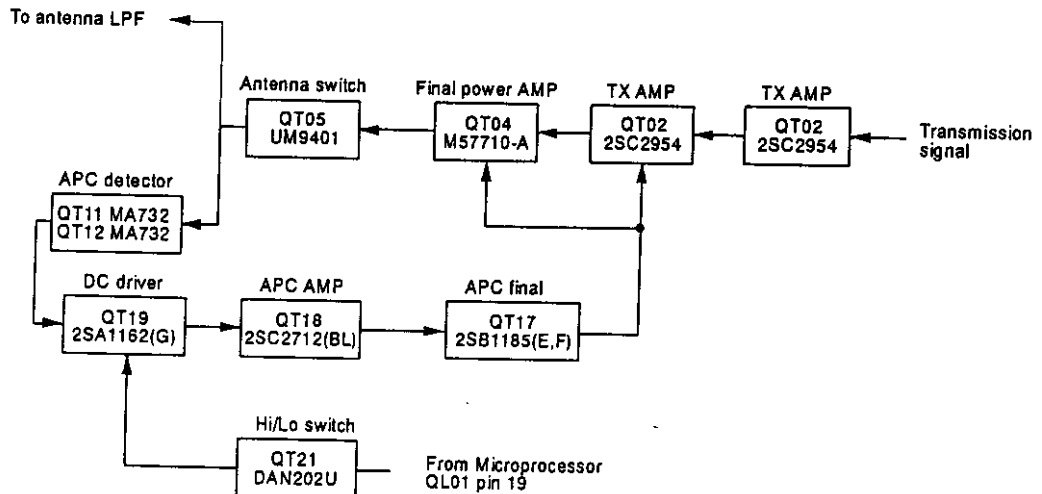 To antenna LPF
Antenna switch
QT05
UM9401
Final power AMP
QT04
M57710-A
TX AMP
QT02
2SC2954
TX AMP
QT02
2SC2954
Transmission
signal
APC detector
QT11 MA732
QT12 MA732
DC driver
QT19
2SA1162(G)
APC AMP
QT18
2SC2712(BL)
APC final
QT17
2SB1185(E,F)
Hi/Lo switch
QT21
DAN202U
From Microprocessor
QL01 pin 19